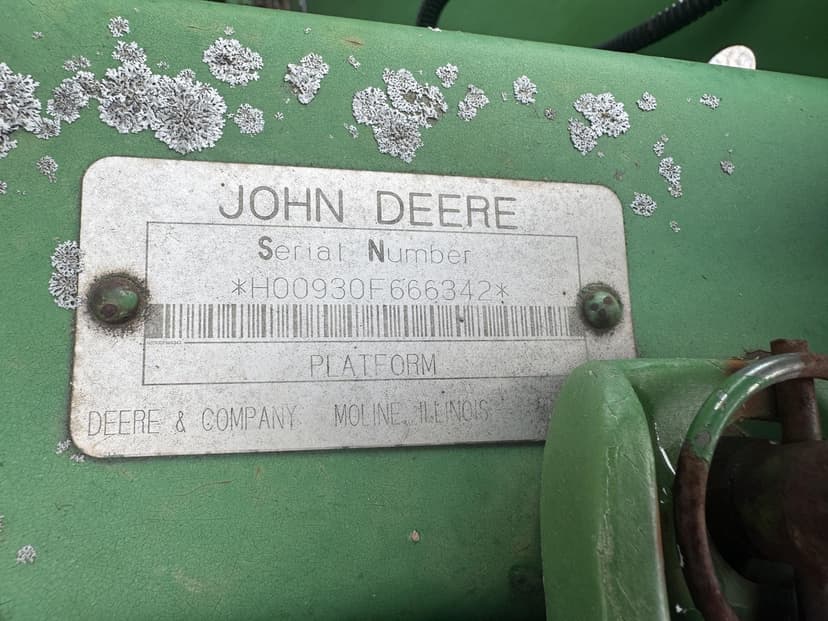 JOHN DEERE
Serial Number
*H00930F666342*
PLATFORM
DEERE & COMPANY MOLINE, ILLINOIS